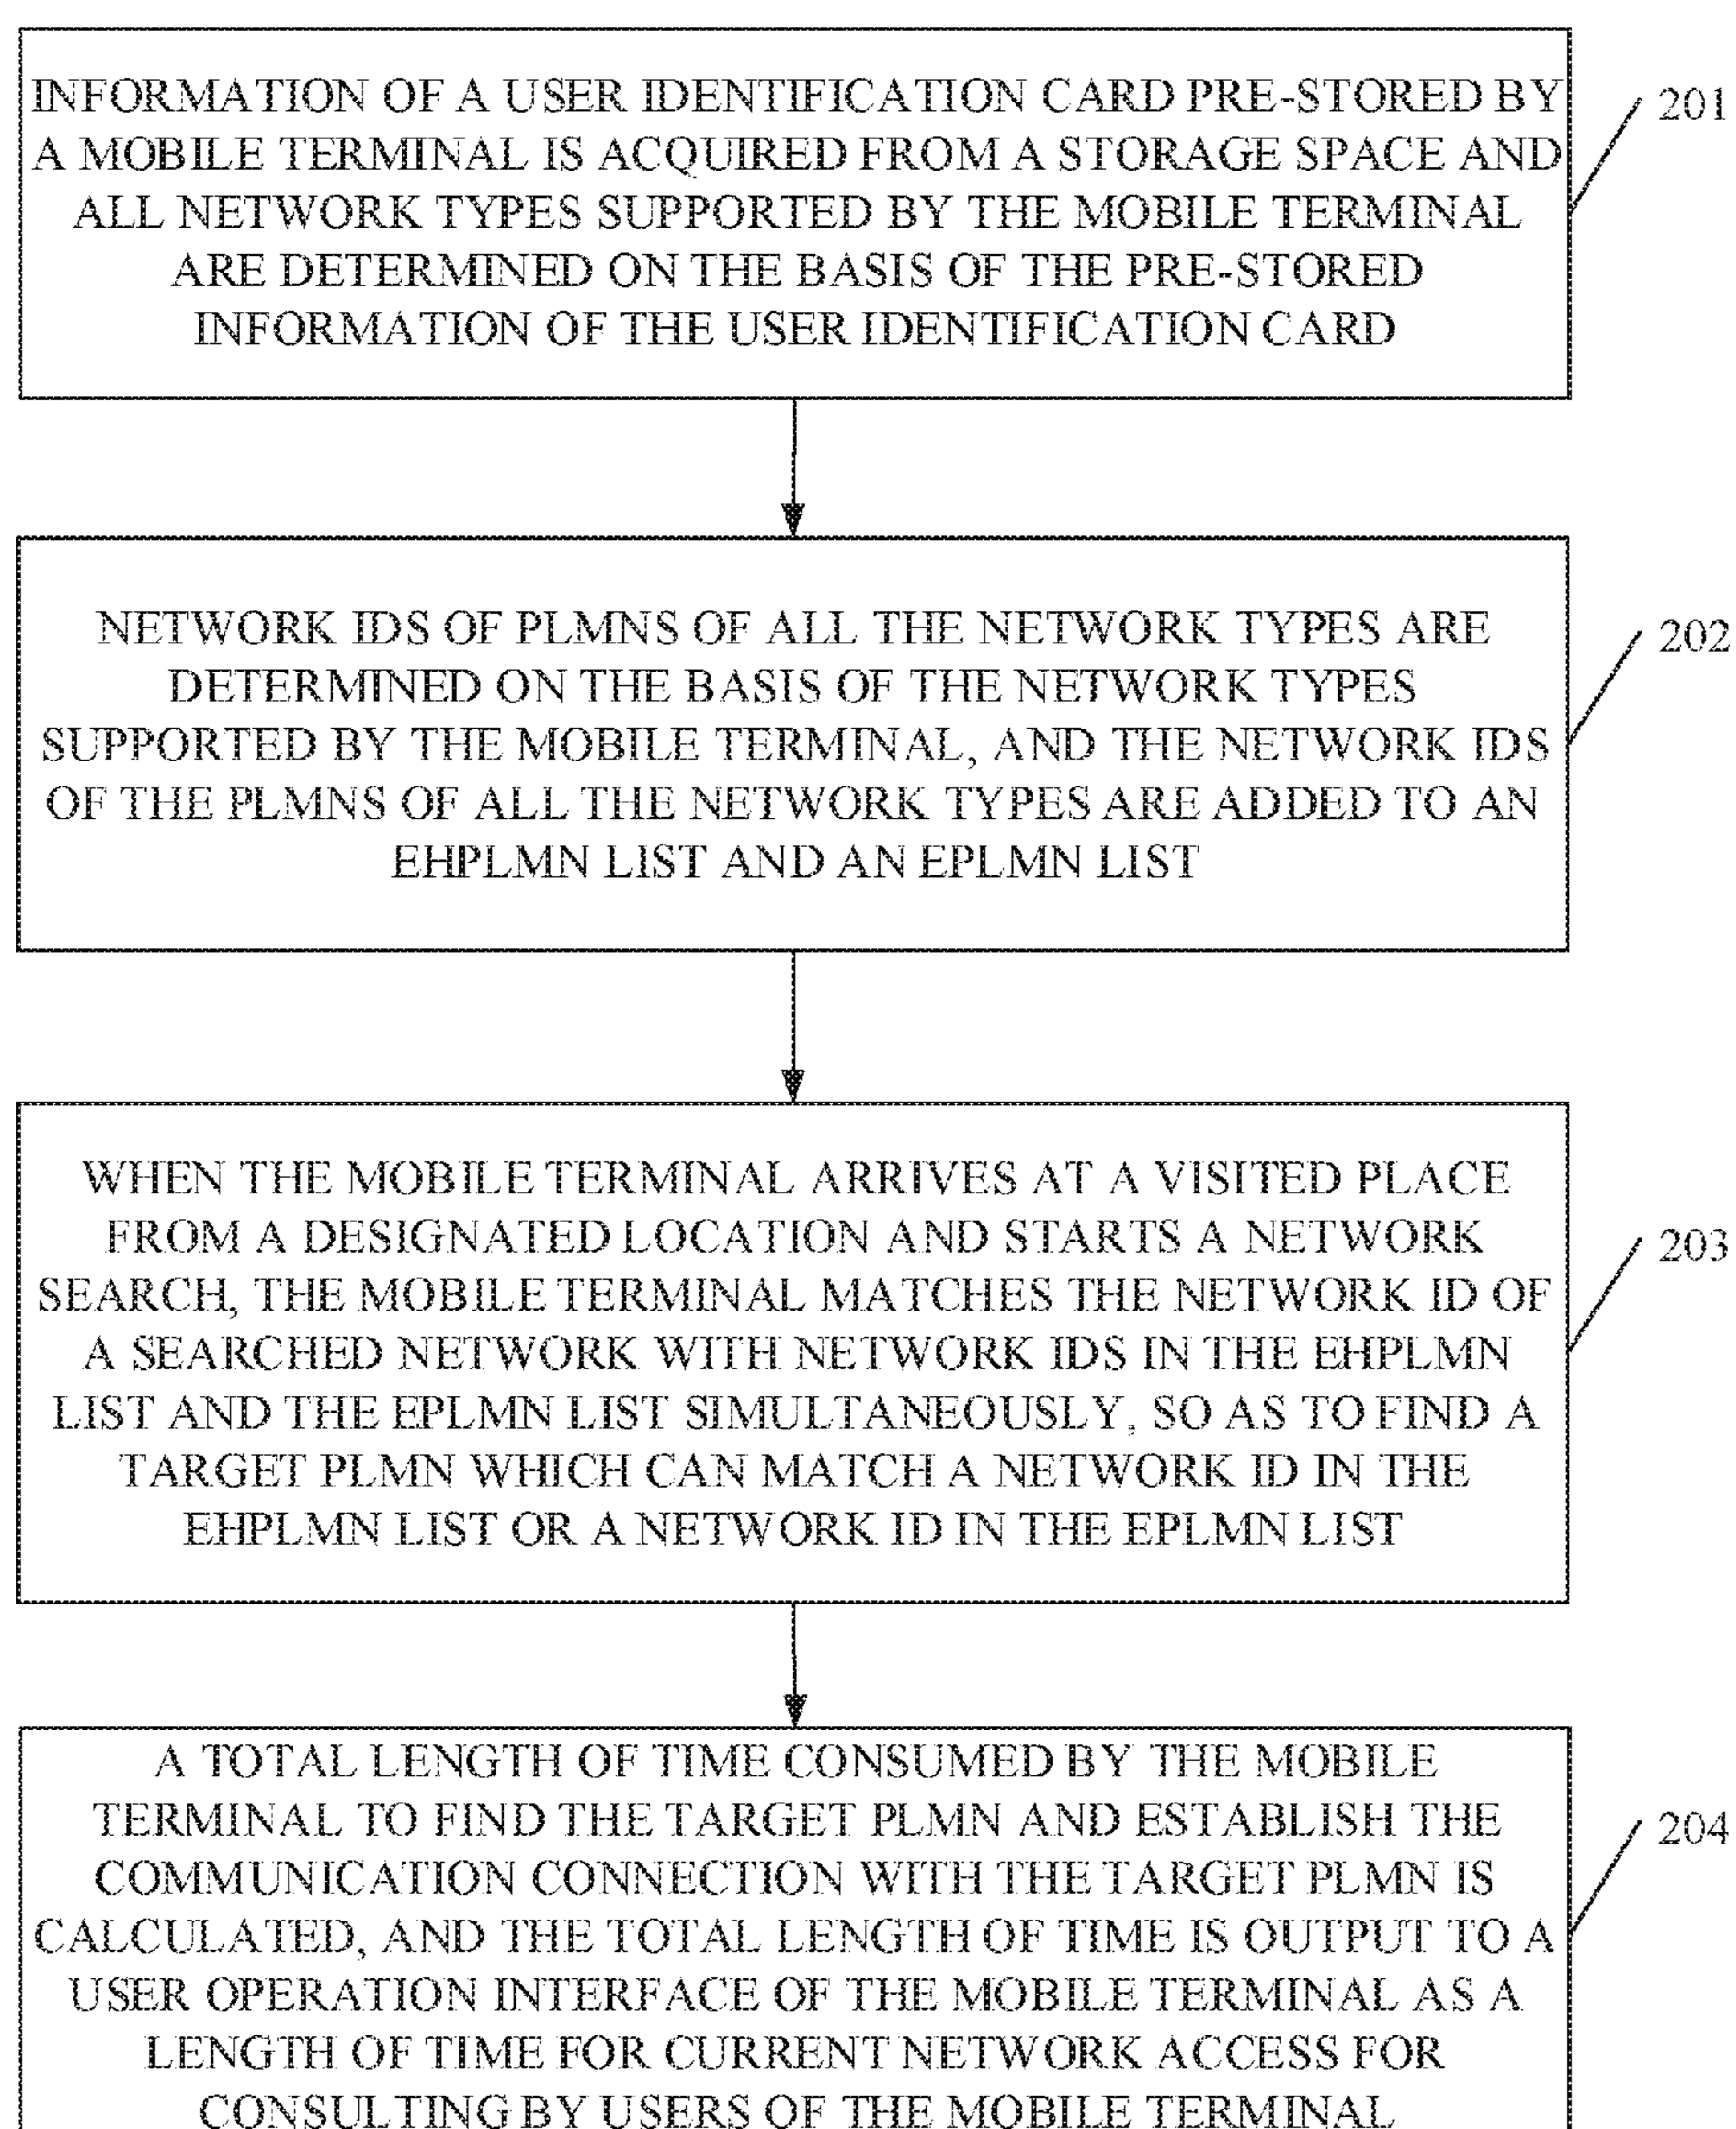 INFORMATION OF A USER IDENTIFICATION CARD PRE-STORED BY
A MOBILE TERMINAL IS ACQUIRED FROM A STORAGE SPACE AND
ALL NETWORK TYPES SUPPORTED BY THE MOBILE TERMINAL
ARE DETERMINED ON THE BASIS OF THE PRE-STORED
INFORMATION OF THE USER IDENTIFICATION CARD
201
NETWORK IDS OF PLMNS OF ALL THE NETWORK TYPES ARE
DETERMINED ON THE BASIS OF THE NETWORK TYPES
SUPPORTED BY THE MOBILE TERMINAL, AND THE NETWORK IDS
OF THE PLMNS OF ALL THE NETWORK TYPES ARE ADDED TO AN
EHPLMN LIST AND AN EPLMN LIST
202
WHEN THE MOBILE TERMINAL ARRIVES AT A VISITED PLACE
FROM A DESIGNATED LOCATION AND STARTS A NETWORK
SEARCH, THE MOBILE TERMINAL MATCHES THE NETWORK ID OF
A SEARCHED NETWORK WITH NETWORK IDS IN THE EHPLMN
LIST AND THE EPLMN LIST SIMULTANEOUSLY, SO AS TO FIND A
TARGET PLMN WHICH CAN MATCH A NETWORK ID IN THE
EHPLMN LIST OR A NETWORK ID IN THE EPLMN LIST
203
A TOTAL LENGTH OF TIME CONSUMED BY THE MOBILE
TERMINAL TO FIND THE TARGET PLMN AND ESTABLISH THE
COMMUNICATION CONNECTION WITH THE TARGET PLMN IS
CALCULATED, AND THE TOTAL LENGTH OF TIME IS OUTPUT TO A
USER OPERATION INTERFACE OF THE MOBILE TERMINAL AS A
LENGTH OF TIME FOR CURRENT NETWORK ACCESS FOR
CONSULTING BY USERS OF THE MOBILE TERMINAL
204